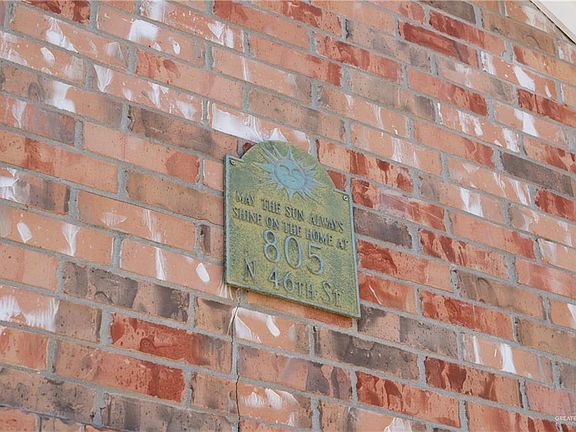 MAY THE SUN ALWAYS
SHINE ON THE HOME AT
805
N 46TH ST